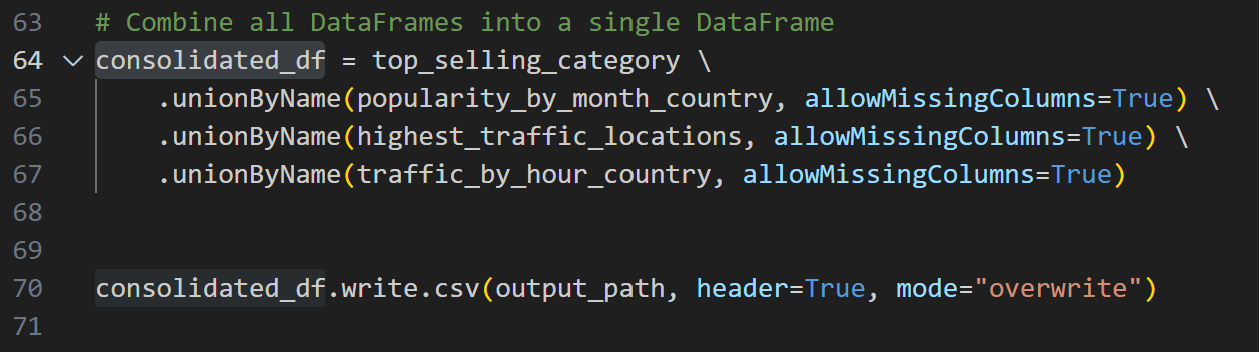 63 # Combine all DataFrames into a single DataFrame
64 consolidated_df = top_selling_category \
65 .unionByName(popularity_by_month_country, allowMissingColumns=True) \
66 .unionByName(highest_traffic_locations, allowMissingColumns=True) \
67 .unionByName(traffic_by_hour_country, allowMissingColumns=True)
68
69
70 consolidated_df.write.csv(output_path, header=True, mode="overwrite")
71